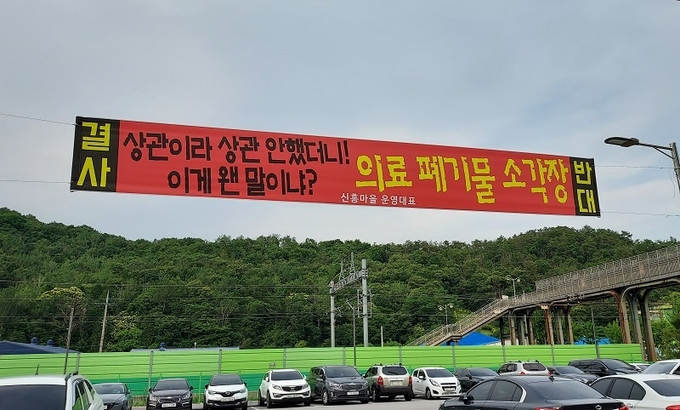 결사
상관이라 상관 안했더니!
이게 왠 말이냐?
의료 폐기물 소각장
신흥마을 운영대표
반대